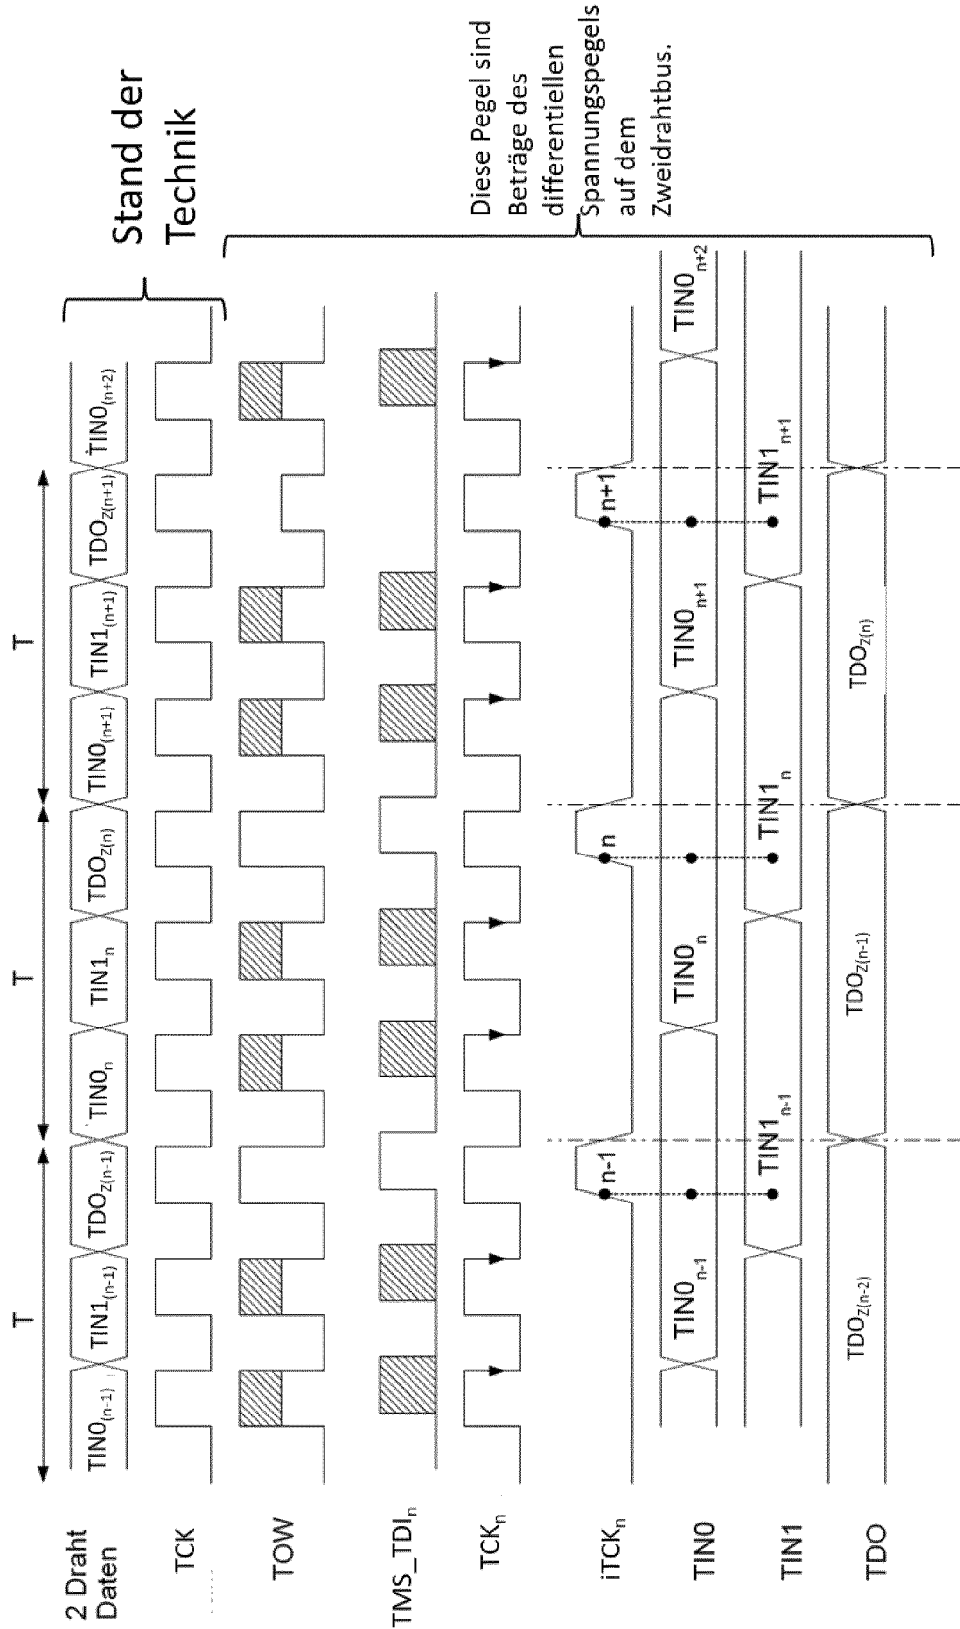 Stand der
Technik
Diese Pegel sind
Beträge des
differentiellen
Spannungspegels
auf dem
Zweidrahtbus.
T T T
2 Draht
Daten
TIN0(n-1) TIN1(n-1) TDOZ(n-1) TIN0n TIN1n TDOZ(n) TIN0(n+1) TIN1(n+1) TDOZ(n+1) TIN0(n+2)
TCK
TOW
TMS_TDIn
TCKn
iTCKn n-1 n n+1
TIN0 TIN0n-1 TIN0n TIN0n+1 TIN0n+2
TIN1 TIN1n-1 TIN1n TIN1n+1
TDO TDOZ(n-2) TDOZ(n-1) TDOZ(n)